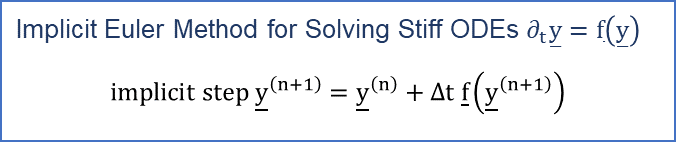 Implicit Euler Method for Solving Stiff ODEs ∂ₜy̲ = f̲(y̲)
implicit step y̲⁽ⁿ⁺¹⁾ = y̲⁽ⁿ⁾ + Δt f̲(y̲⁽ⁿ⁺¹⁾)